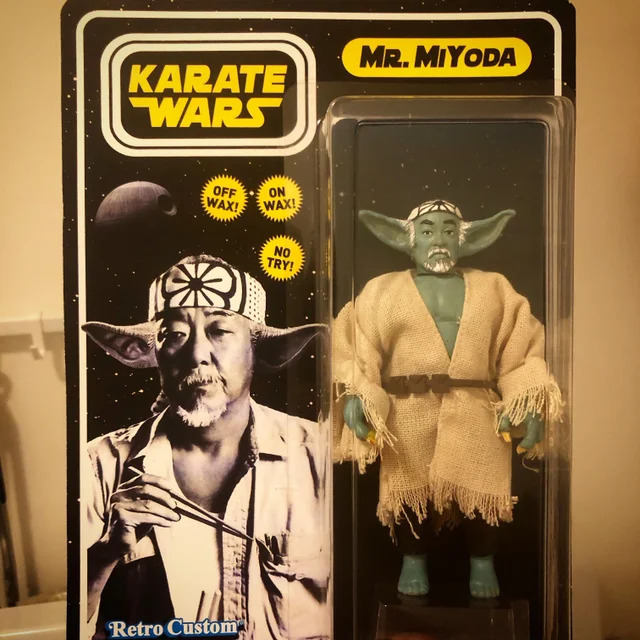 KARATE
WARS
MR. MIYODA
OFF
WAX!
ON
WAX!
NO
TRY!
Retro Custom